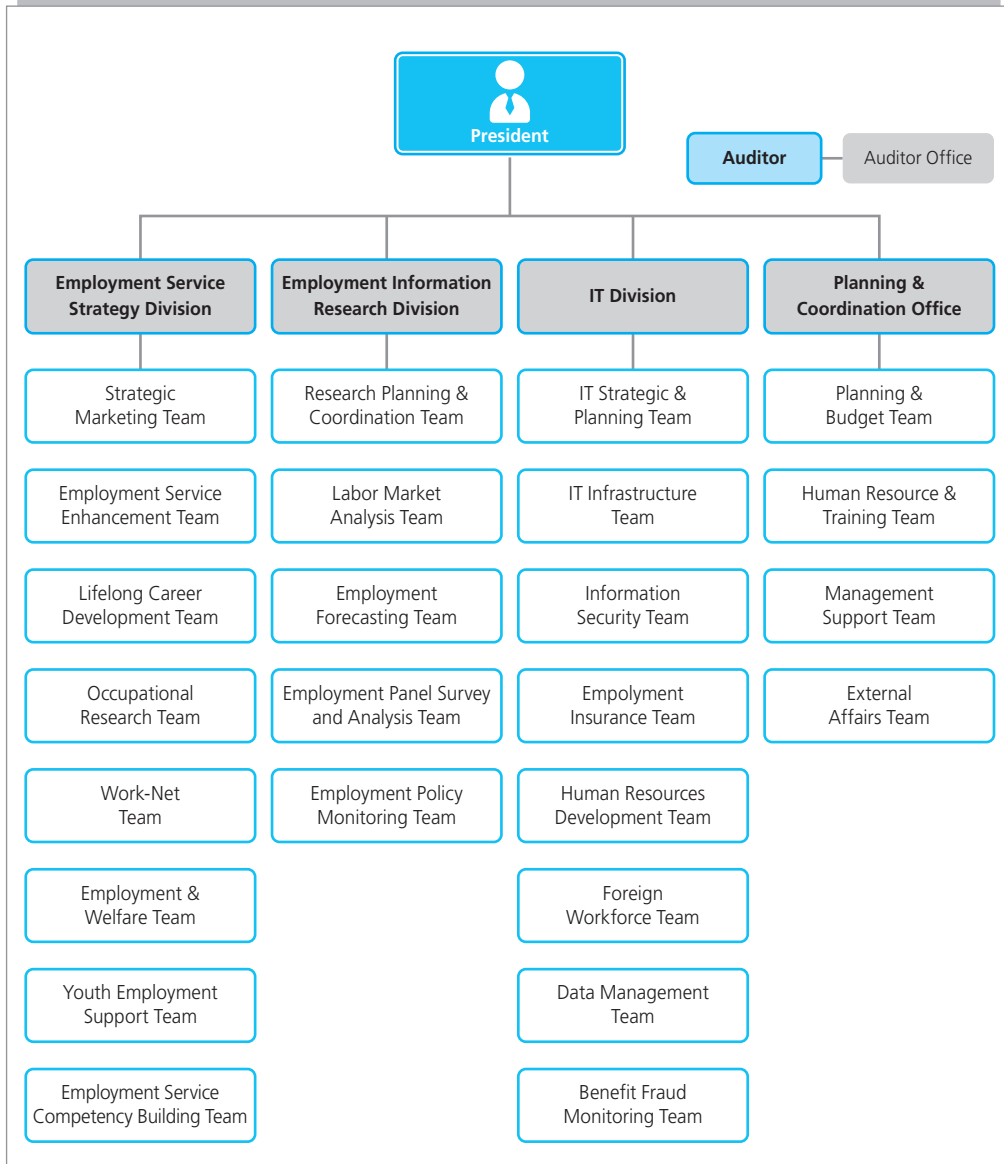 President
Auditor
Auditor Office
Employment Service
Strategy Division
Employment Information
Research Division
IT Division
Planning &
Coordination Office
Strategic
Marketing Team
Research Planning &
Coordination Team
IT Strategic &
Planning Team
Planning &
Budget Team
Employment Service
Enhancement Team
Labor Market
Analysis Team
IT Infrastructure
Team
Human Resource &
Training Team
Lifelong Career
Development Team
Employment
Forecasting Team
Information
Security Team
Management
Support Team
Occupational
Research Team
Employment Panel Survey
and Analysis Team
Empolyment
Insurance Team
External
Affairs Team
Work-Net
Team
Employment Policy
Monitoring Team
Human Resources
Development Team
Employment &
Welfare Team
Foreign
Workforce Team
Youth Employment
Support Team
Data Management
Team
Employment Service
Competency Building Team
Benefit Fraud
Monitoring Team